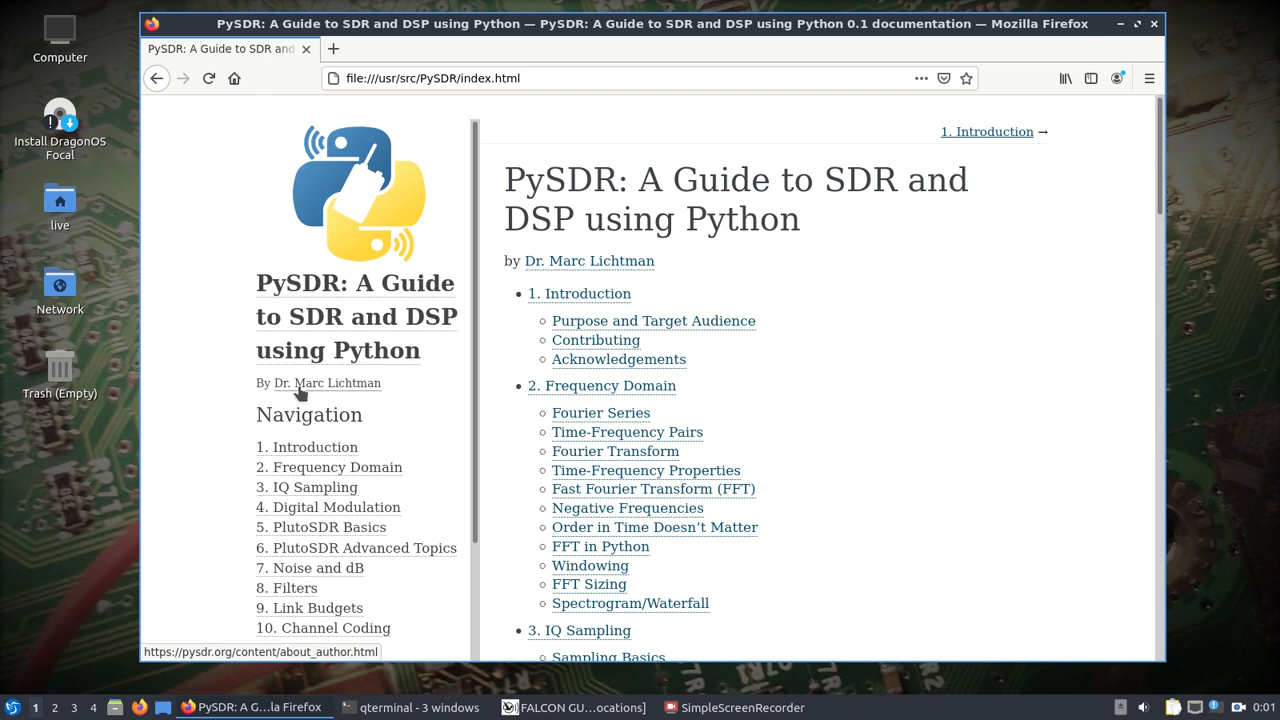 PySDR: A Guide to SDR and DSP using Python — PySDR: A Guide to SDR and DSP using Python 0.1 documentation — Mozilla Firefox
PySDR: A Guide to SDR and
file:///usr/src/PySDR/index.html
Computer
Install DragonOS
Focal
live
Network
Trash (Empty)
PySDR: A Guide
to SDR and DSP
using Python
By Dr. Marc Lichtman
Navigation
1. Introduction
2. Frequency Domain
3. IQ Sampling
4. Digital Modulation
5. PlutoSDR Basics
6. PlutoSDR Advanced Topics
7. Noise and dB
8. Filters
9. Link Budgets
10. Channel Coding
https://pysdr.org/content/about_author.html
1. Introduction →
PySDR: A Guide to SDR and
DSP using Python
by Dr. Marc Lichtman
• 1. Introduction
○ Purpose and Target Audience
○ Contributing
○ Acknowledgements
• 2. Frequency Domain
○ Fourier Series
○ Time-Frequency Pairs
○ Fourier Transform
○ Time-Frequency Properties
○ Fast Fourier Transform (FFT)
○ Negative Frequencies
○ Order in Time Doesn’t Matter
○ FFT in Python
○ Windowing
○ FFT Sizing
○ Spectrogram/Waterfall
• 3. IQ Sampling
○ Sampling Basics
1 2 3 4 PySDR: A G…la Firefox qterminal - 3 windows FALCON GU…ocations] SimpleScreenRecorder 0:01